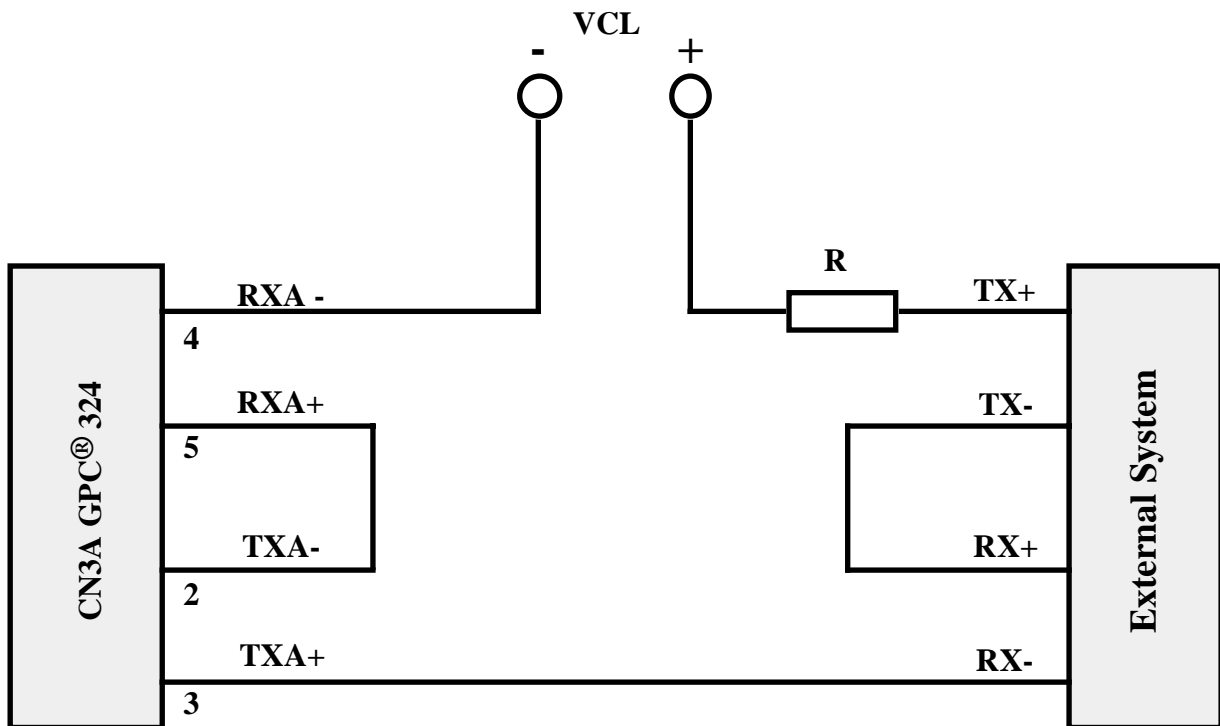 VCL
- +
R
RXA - TX+
4
RXA+ TX-
5
TXA- RX+
2
TXA+ RX-
3
CN3A GPC® 324
External System